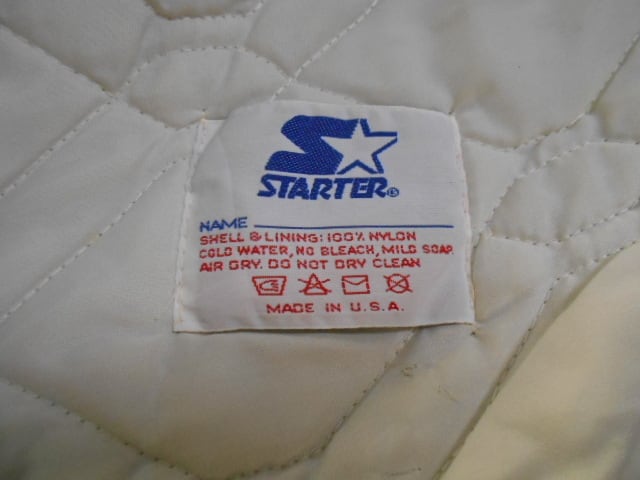 STARTER®
NAME
SHELL & LINING: 100% NYLON
COLD WATER, NO BLEACH, MILD SOAP.
AIR DRY. DO NOT DRY CLEAN
MADE IN U.S.A.